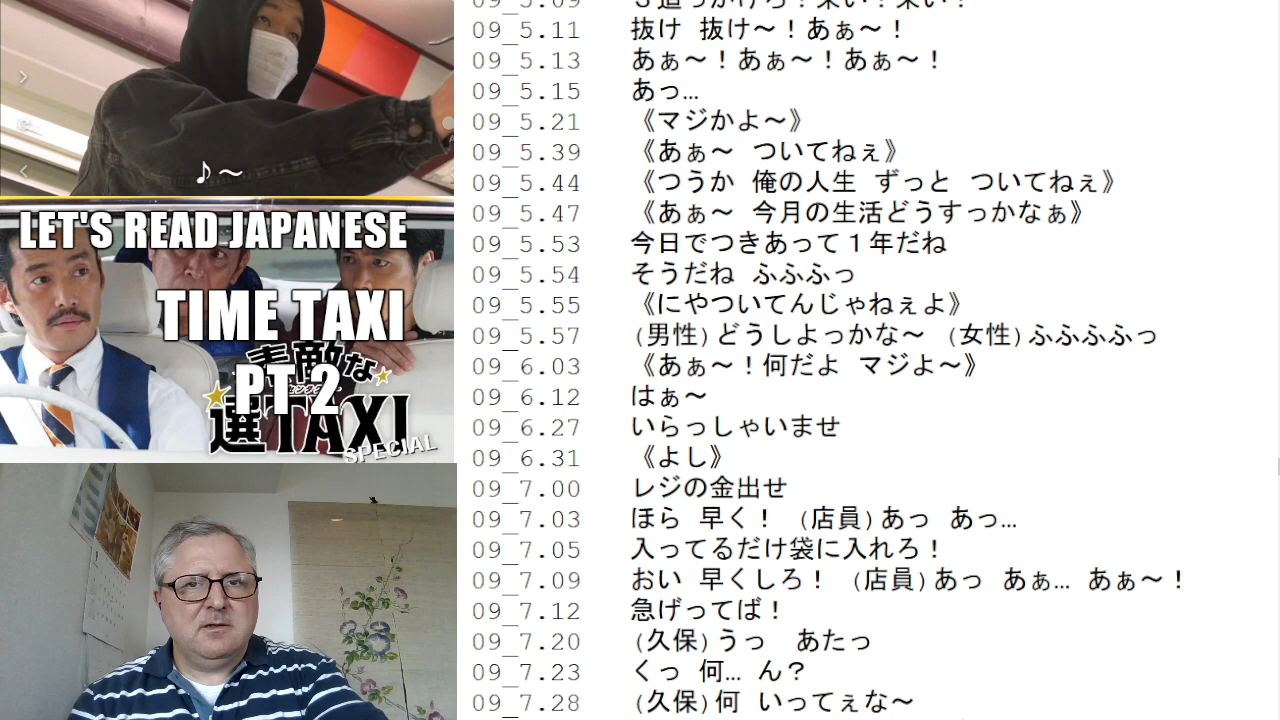 ♪～
LET'S READ JAPANESE
TIME TAXI
素敵な
PT 2
選TAXI
SPECIAL
09_5.09
09_5.11 抜け 抜け～！あぁ～！
09_5.13 あぁ～！あぁ～！あぁ～！
09_5.15 あっ…
09_5.21 《マジかよ～》
09_5.39 《あぁ～ ついてねぇ》
09_5.44 《つうか 俺の人生 ずっと ついてねぇ》
09_5.47 《あぁ～ 今月の生活どうすっかなぁ》
09_5.53 今日でつきあって１年だね
09_5.54 そうだね ふふふっ
09_5.55 《にやついてんじゃねぇよ》
09_5.57 (男性)どうしよっかな～ (女性)ふふふふっ
09_6.03 《あぁ～！何だよ マジよ～》
09_6.12 はぁ～
09_6.27 いらっしゃいませ
09_6.31 《よし》
09_7.00 レジの金出せ
09_7.03 ほら 早く！ (店員)あっ あっ…
09_7.05 入ってるだけ袋に入れろ！
09_7.09 おい 早くしろ！ (店員)あっ あぁ… あぁ～！
09_7.12 急げってば！
09_7.20 (久保)うっ　あたっ
09_7.23 くっ 何… ん？
09_7.28 (久保)何 いってぇな～